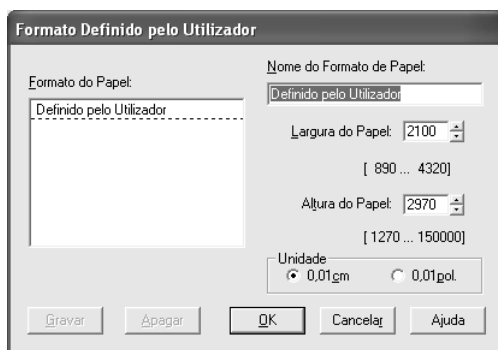 Formato Definido pelo Utilizador
Formato do Papel:
Definido pelo Utilizador
Nome do Formato de Papel:
Definido pelo Utilizador
Largura do Papel: 2100
[ 890 ... 4320]
Altura do Papel: 2970
[ 1270 ... 150000]
Unidade
0,01cm 0,01pol.
Gravar Apagar OK Cancelar Ajuda